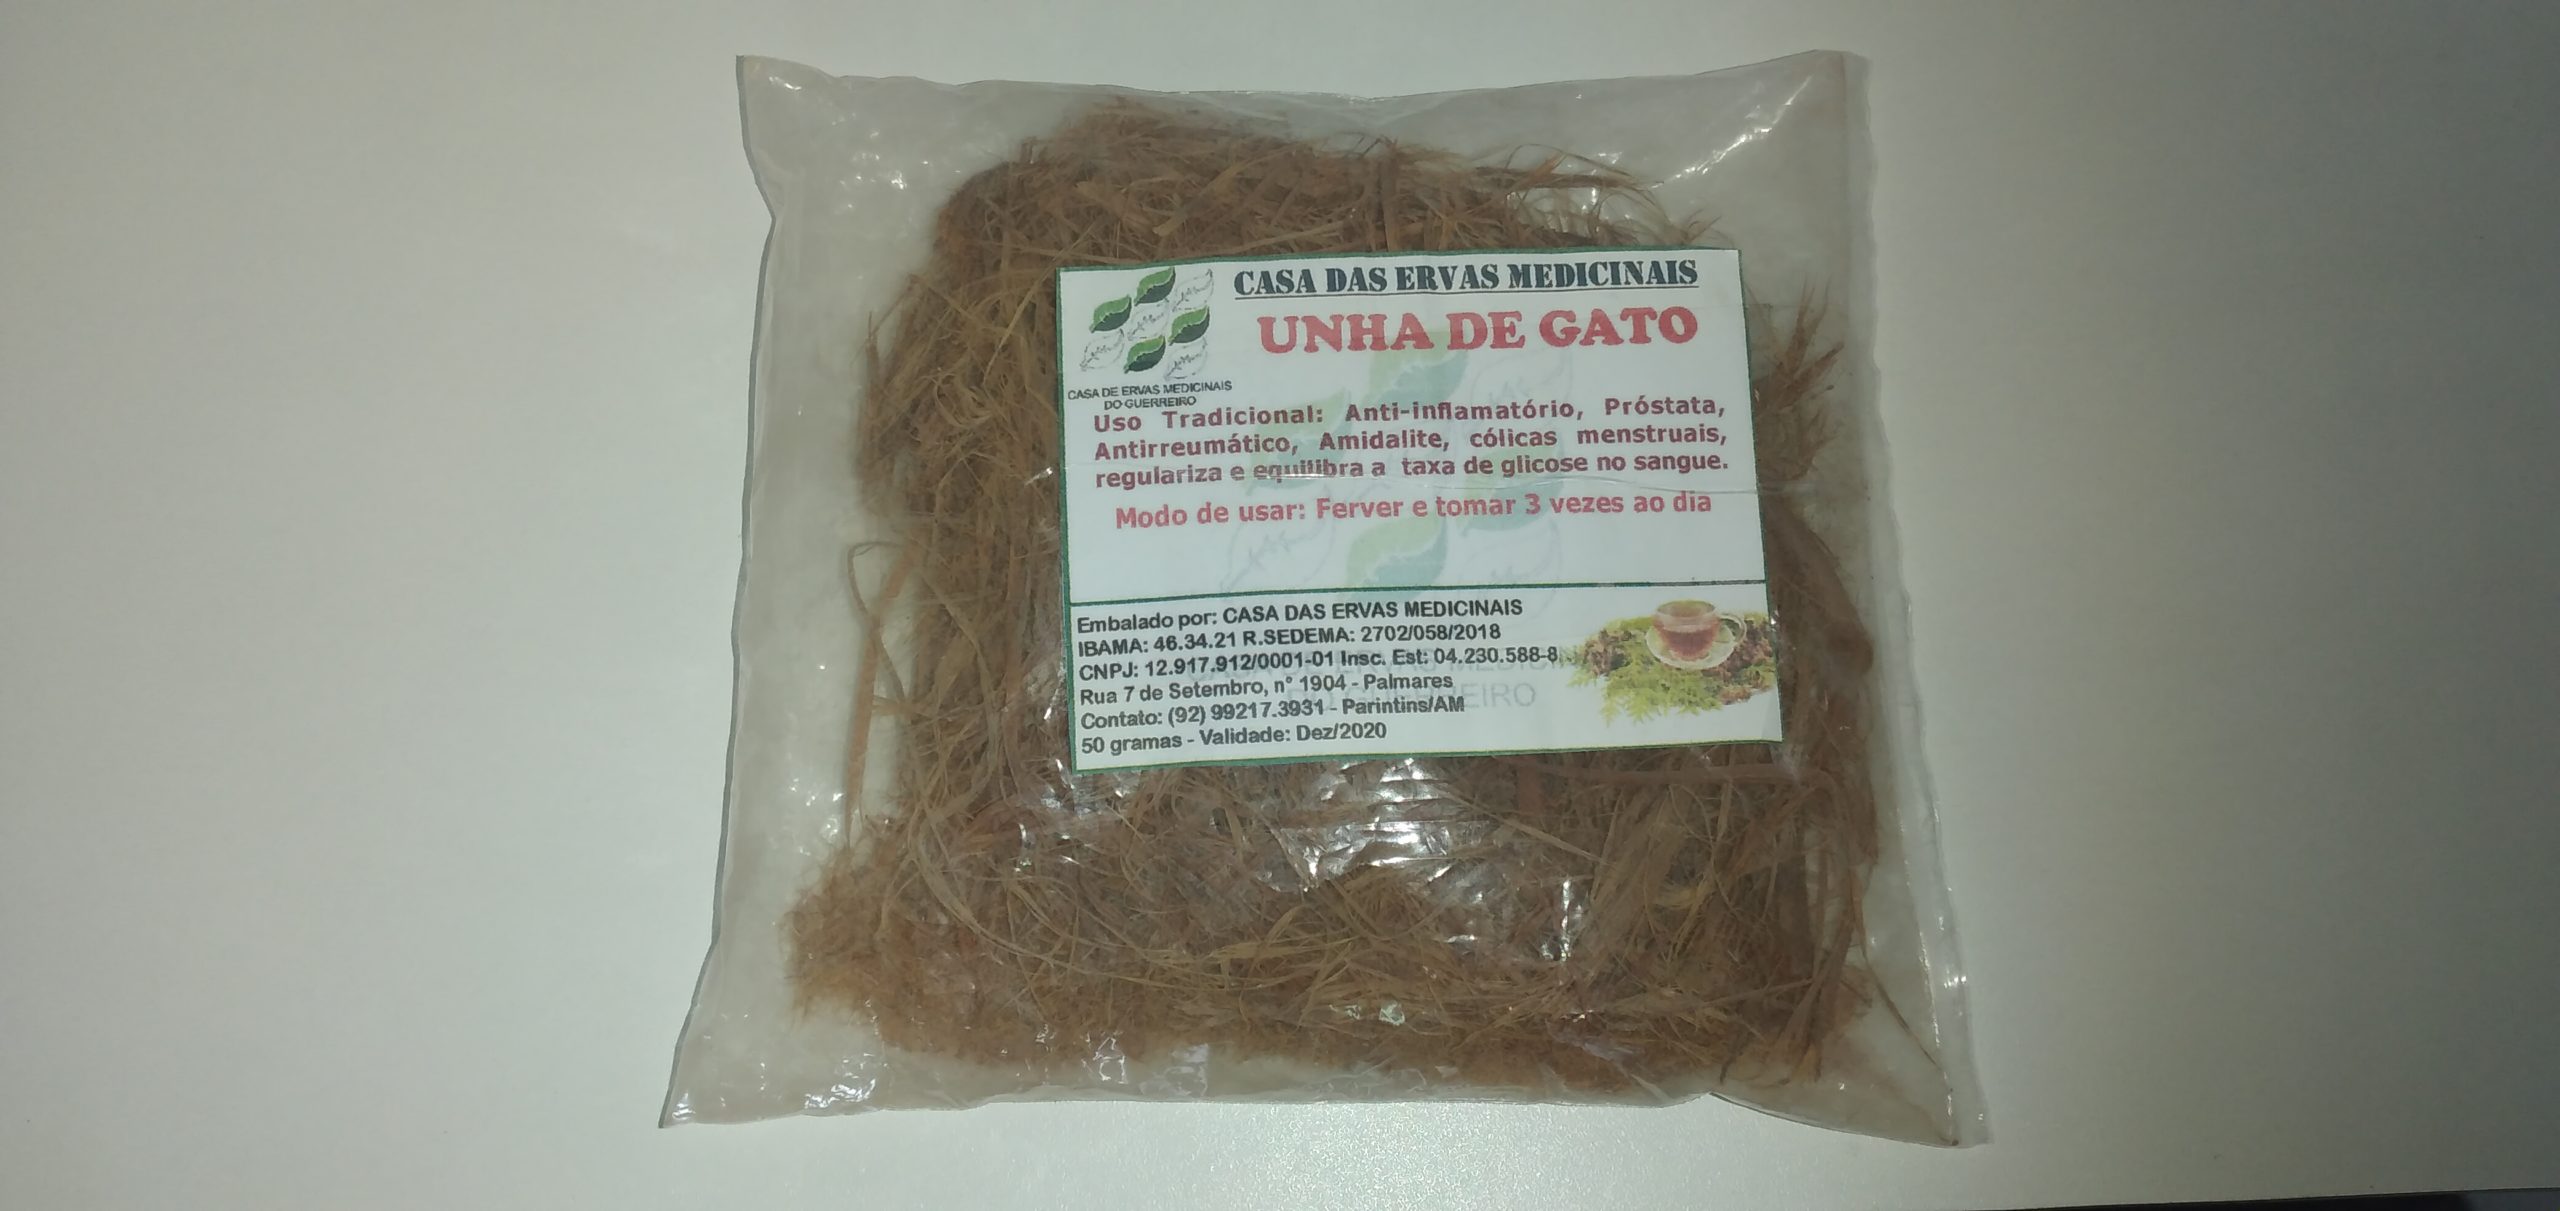 CASA DAS ERVAS MEDICINAIS
UNHA DE GATO
CASA DE ERVAS MEDICINAIS
DO GUERREIRO
Uso Tradicional: Anti-inflamatório, Próstata,
Antirreumático, Amidalite, cólicas menstruais,
regulariza e equilibra a taxa de glicose no sangue.
Modo de usar: Ferver e tomar 3 vezes ao dia
Embalado por: CASA DAS ERVAS MEDICINAIS
IBAMA: 46.34.21 R.SEDEMA: 2702/058/2018
CNPJ: 12.917.912/0001-01 Insc. Est: 04.230.588-8
Rua 7 de Setembro, n° 1904 - Palmares
Contato: (92) 99217.3931 - Parintins/AM
50 gramas - Validade: Dez/2020